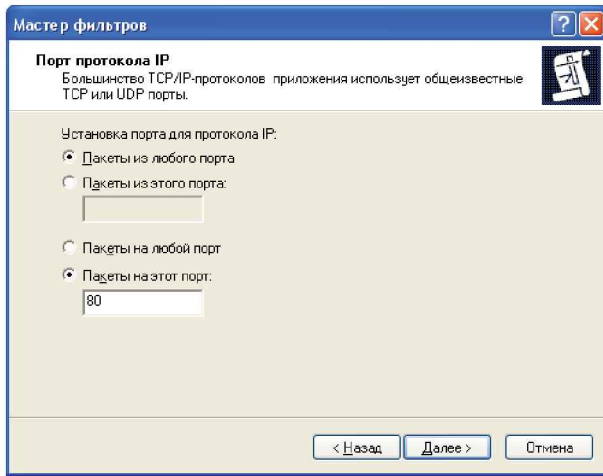 Мастер фильтров
Порт протокола IP
Большинство TCP/IP-протоколов приложения использует общеизвестные
TCP или UDP порты.
Установка порта для протокола IP:
Пакеты из любого порта
Пакеты из этого порта:
Пакеты на любой порт
Пакеты на этот порт:
80
< Назад
Далее >
Отмена